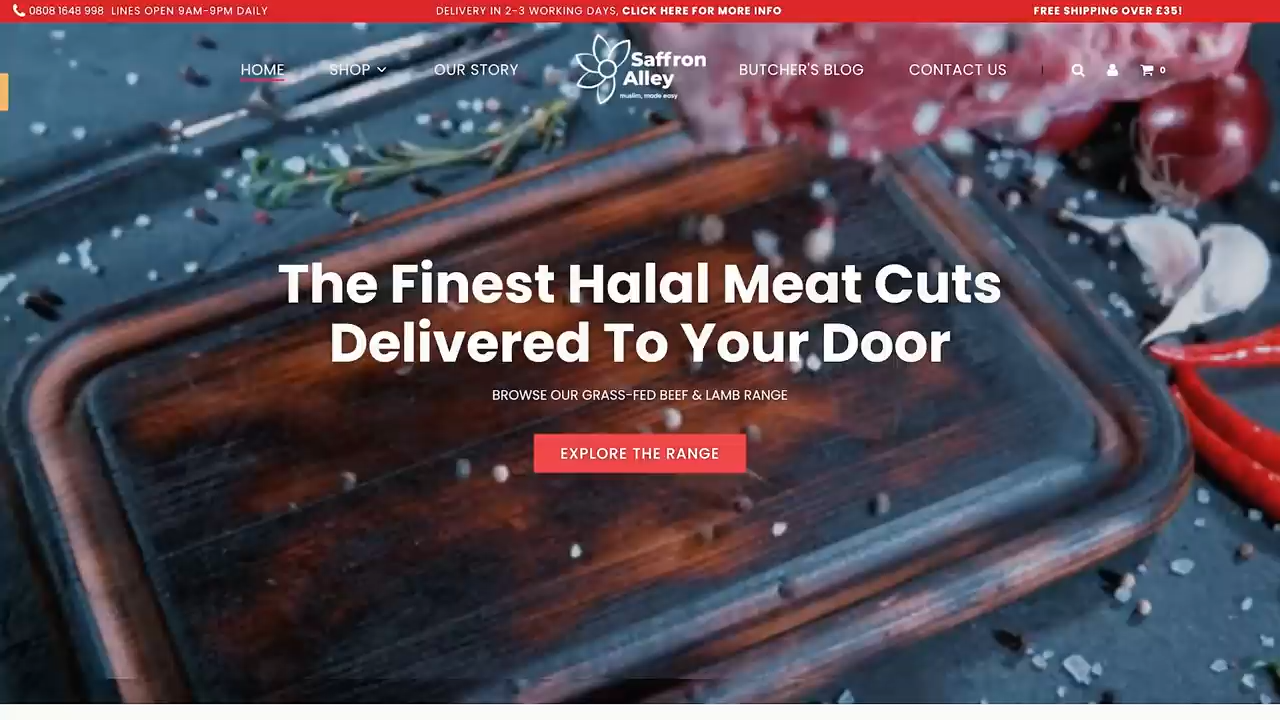 0808 1648 998 LINES OPEN 9AM-9PM DAILY
DELIVERY IN 2-3 WORKING DAYS, CLICK HERE FOR MORE INFO
FREE SHIPPING OVER £35!
HOME
SHOP
OUR STORY
Saffron
Alley
muslim, made easy
BUTCHER'S BLOG
CONTACT US
0
The Finest Halal Meat Cuts
Delivered To Your Door
BROWSE OUR GRASS-FED BEEF & LAMB RANGE
EXPLORE THE RANGE